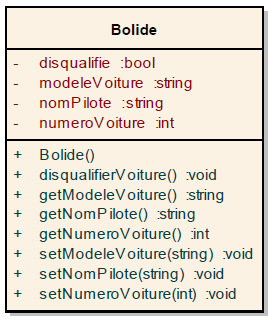 Bolide
- disqualifie :bool
- modeleVoiture :string
- nomPilote :string
- numeroVoiture :int
+ Bolide()
+ disqualifierVoiture() :void
+ getModeleVoiture() :string
+ getNomPilote() :string
+ getNumeroVoiture() :int
+ setModeleVoiture(string) :void
+ setNomPilote(string) :void
+ setNumeroVoiture(int) :void